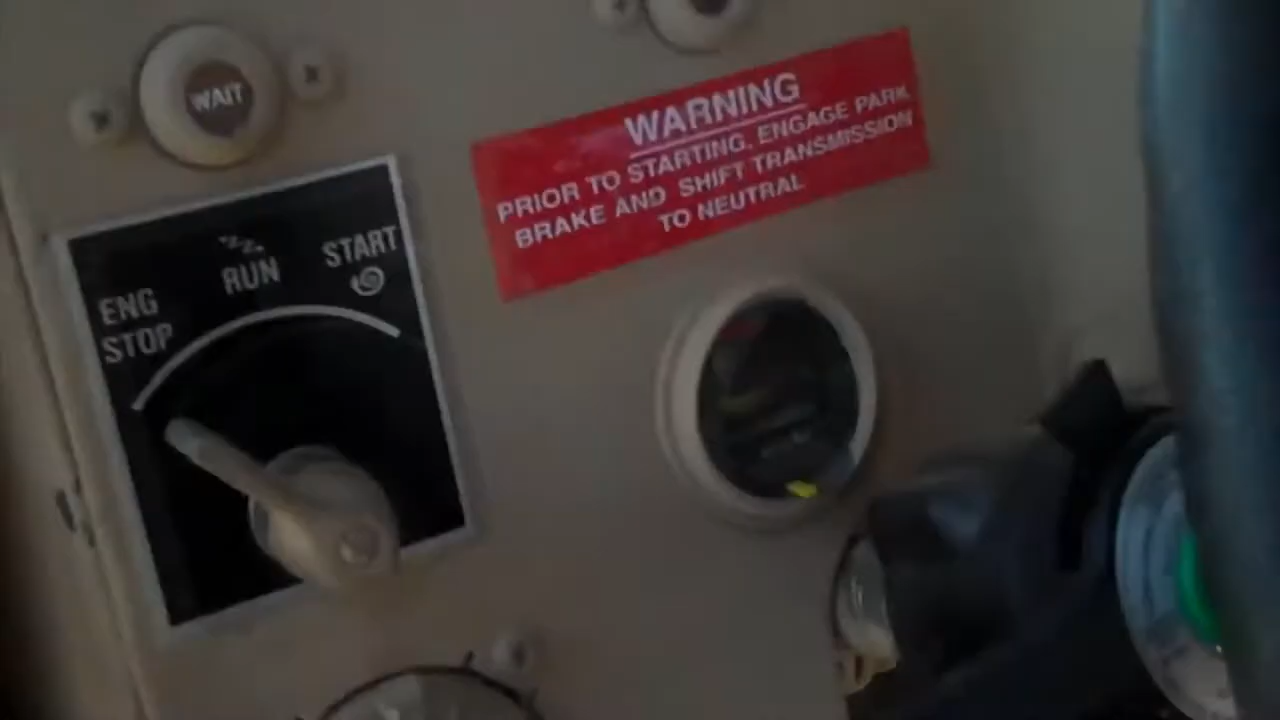 WAIT
WARNING
PRIOR TO STARTING, ENGAGE PARK
BRAKE AND SHIFT TRANSMISSION
TO NEUTRAL
ENG
STOP
RUN
START